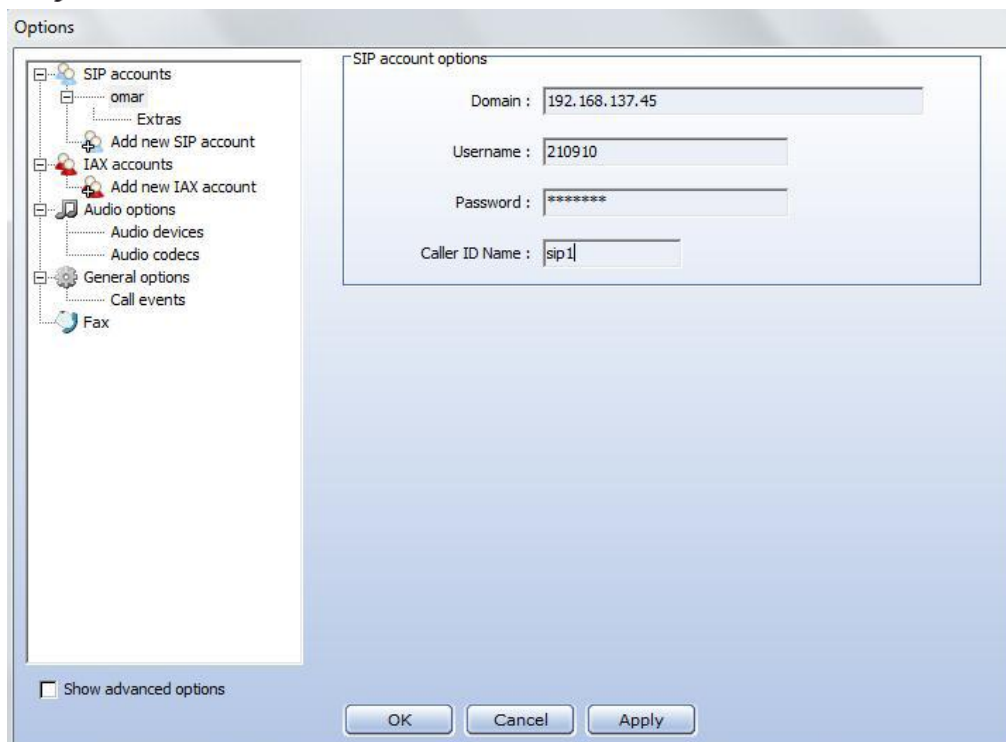 Options
SIP accounts
omar
Extras
Add new SIP account
IAX accounts
Add new IAX account
Audio options
Audio devices
Audio codecs
General options
Call events
Fax
Show advanced options
SIP account options
Domain : 192.168.137.45
Username : 210910
Password : *******
Caller ID Name : sip1
OK Cancel Apply